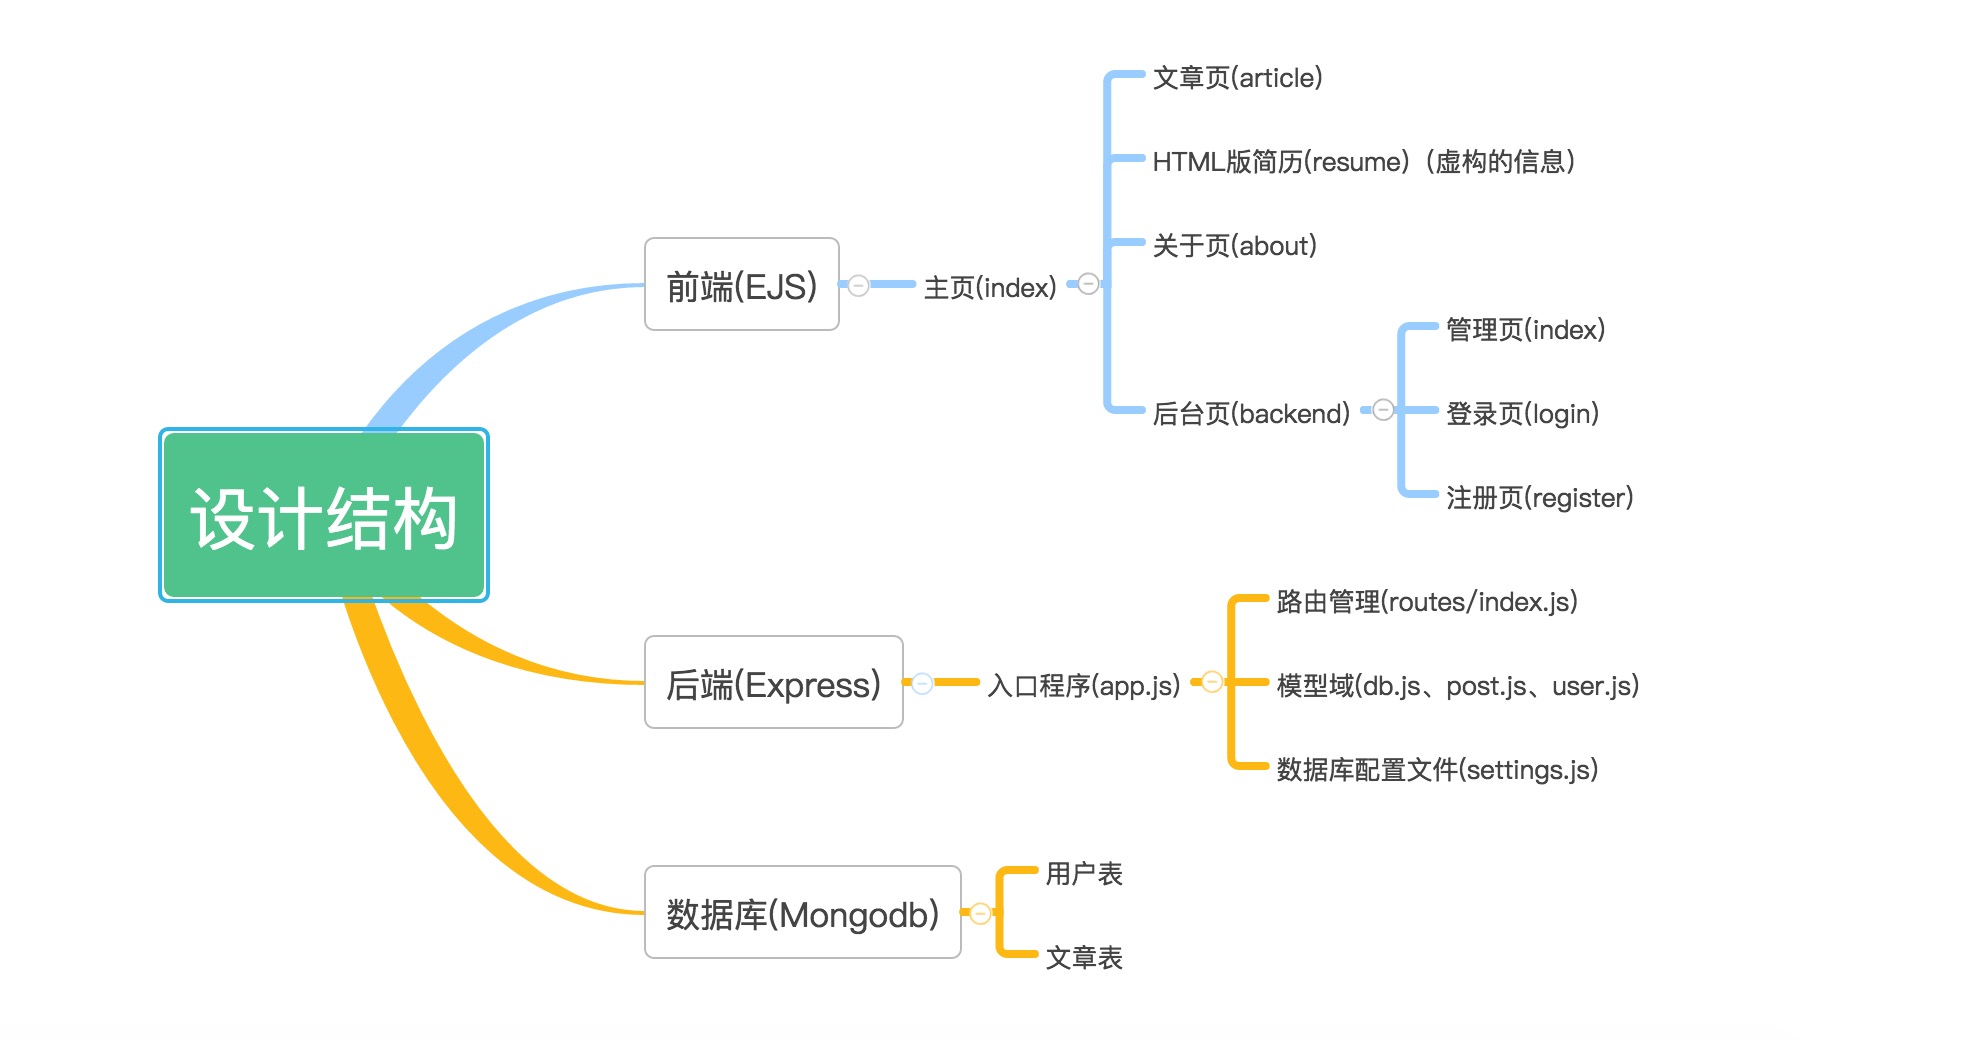 设计结构
前端(EJS)
主页(index)
文章页(article)
HTML版简历(resume)（虚构的信息）
关于页(about)
后台页(backend)
管理页(index)
登录页(login)
注册页(register)
后端(Express)
入口程序(app.js)
路由管理(routes/index.js)
模型域(db.js、post.js、user.js)
数据库配置文件(settings.js)
数据库(Mongodb)
用户表
文章表